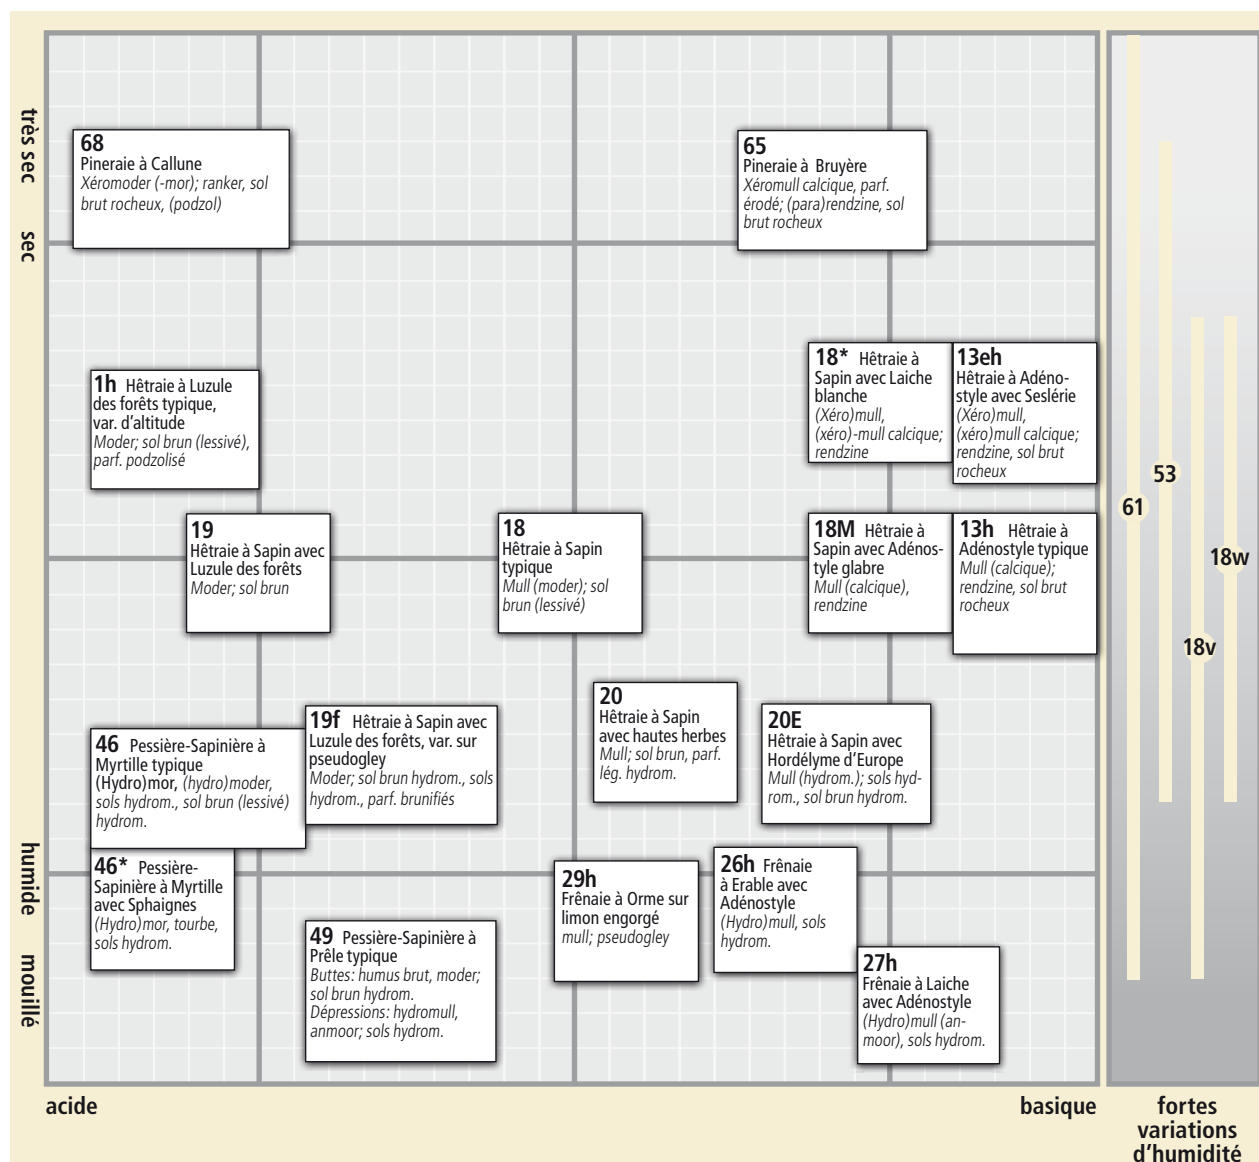 très sec
sec
humide
mouillé
68
Pineraie à Callune
Xéromoder (-mor); ranker, sol
brut rocheux, (podzol)
65
Pineraie à Bruyère
Xéromull calcique, parf.
érodé; (para)rendzine, sol
brut rocheux
1h Hêtraie à Luzule
des forêts typique,
var. d'altitude
Moder; sol brun (lessivé),
parf. podzolisé
18* Hêtraie à
Sapin avec Laiche
blanche
(Xéro)mull,
(xéro)-mull calcique;
rendzine
13eh
Hêtraie à Adéno-
style avec Seslérie
(Xéro)mull,
(xéro)mull calcique;
rendzine, sol brut
rocheux
19
Hêtraie à Sapin avec
Luzule des forêts
Moder; sol brun
18
Hêtraie à Sapin
typique
Mull (moder); sol
brun (lessivé)
18M Hêtraie à
Sapin avec Adénos-
tyle glabre
Mull (calcique),
rendzine
13h Hêtraie à
Adénostyle typique
Mull (calcique);
rendzine, sol brut
rocheux
46 Pessière-Sapinière à
Myrtille typique
(Hydro)mor, (hydro)moder,
sols hydrom., sol brun (lessivé)
hydrom.
19f Hêtraie à Sapin avec
Luzule des forêts, var. sur
pseudogley
Moder; sol brun hydrom., sols
hydrom., parf. brunifiés
20
Hêtraie à Sapin
avec hautes herbes
Mull; sol brun, parf.
lég. hydrom.
20E
Hêtraie à Sapin avec
Hordélyme d'Europe
Mull (hydrom.); sols hyd-
rom., sol brun hydrom.
46* Pessière-
Sapinière à Myrtille
avec Sphaignes
(Hydro)mor, tourbe,
sols hydrom.
49 Pessière-Sapinière à
Prêle typique
Buttes: humus brut, moder;
sol brun hydrom.
Dépressions: hydromull,
anmoor; sols hydrom.
29h
Frênaie à Orme sur
limon engorgé
mull; pseudogley
26h Frênaie
à Erable avec
Adénostyle
(Hydro)mull, sols
hydrom.
27h
Frênaie à Laiche
avec Adénostyle
(Hydro)mull (an-
moor), sols hydrom.
61
53
18v
18w
acide
basique
fortes
variations
d'humidité